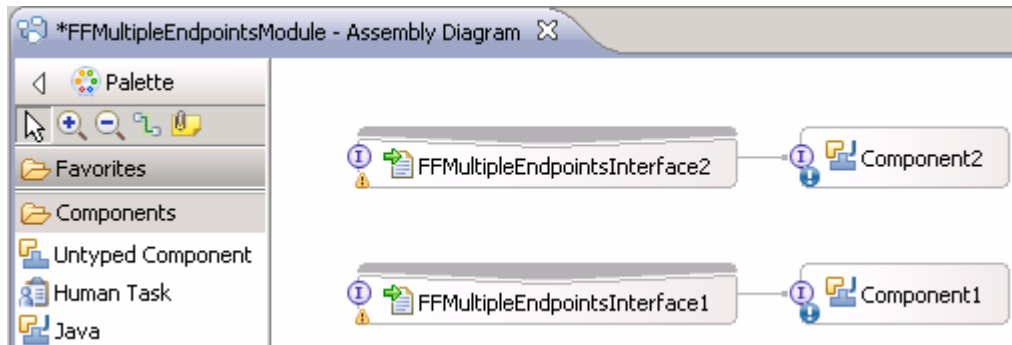 *FFMultipleEndpointsModule - Assembly Diagram
Palette
Favorites
Components
Untyped Component
Human Task
Java
FFMultipleEndpointsInterface2
Component2
FFMultipleEndpointsInterface1
Component1